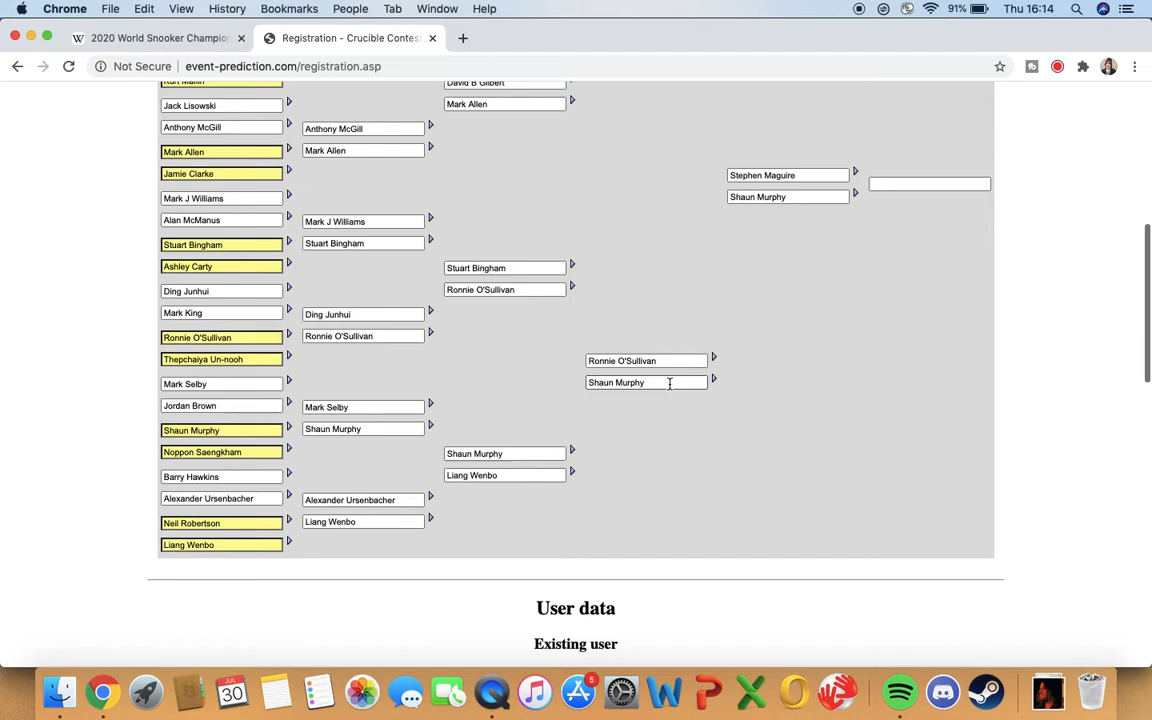 Chrome File Edit View History Bookmarks People Tab Window Help 91% Thu 16:14
2020 World Snooker Champion
Registration - Crucible Contest
Not Secure event-prediction.com/registration.asp
David B Gilbert
Jack Lisowski Mark Allen
Anthony McGill Anthony McGill
Mark Allen Mark Allen
Jamie Clarke Stephen Maguire
Mark J Williams Shaun Murphy
Alan McManus Mark J Williams
Stuart Bingham Stuart Bingham
Ashley Carty Stuart Bingham
Ding Junhui Ronnie O'Sullivan
Mark King Ding Junhui
Ronnie O'Sullivan Ronnie O'Sullivan
Thepchaiya Un-nooh Ronnie O'Sullivan
Mark Selby Shaun Murphy
Jordan Brown Mark Selby
Shaun Murphy Shaun Murphy
Noppon Saengkham Shaun Murphy
Barry Hawkins Liang Wenbo
Alexander Ursenbacher Alexander Ursenbacher
Neil Robertson Liang Wenbo
Liang Wenbo
User data
Existing user
JUL
30
5